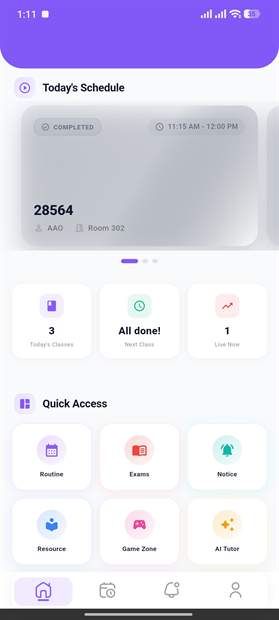 1:11
Today's Schedule
COMPLETED
11:15 AM - 12:00 PM
28564
AAO
Room 302
3
Today's Classes
All done!
Next Class
1
Live Now
Quick Access
Routine
Exams
Notice
Resource
Game Zone
AI Tutor